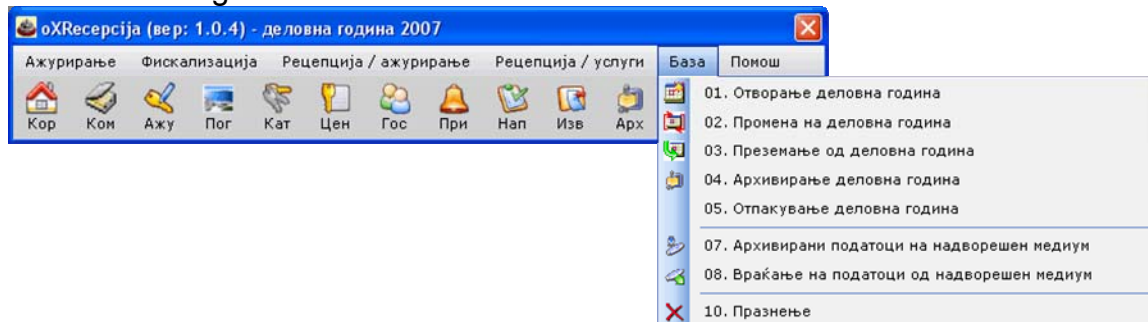 oXRecepcija (вер: 1.0.4) - деловна година 2007
Ажурирање Фискализација Рецепција / ажурирање Рецепција / услуги База Помош
Кор Ком Ажу Пог Кат Цен Гос При Нап Изв Арх
01. Отворање деловна година
02. Промена на деловна година
03. Преземање од деловна година
04. Архивирање деловна година
05. Отпакување деловна година
07. Архивирани податоци на надворешен медиум
08. Враќање на податоци од надворешен медиум
10. Празнење